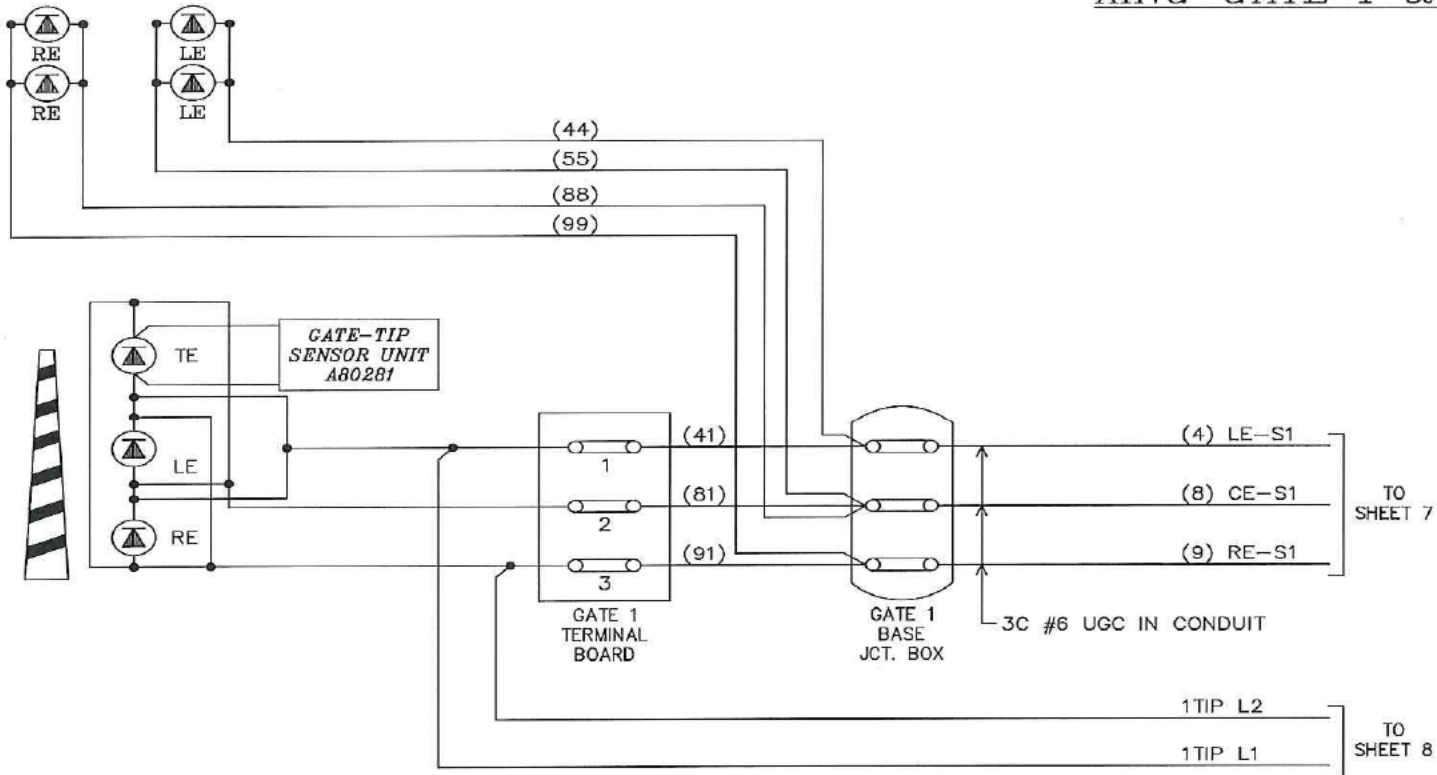 RE
LE
RE
LE
(44)
(55)
(88)
(99)
TE
GATE-TIP
SENSOR UNIT
A80281
LE
RE
1
2
3
GATE 1
TERMINAL
BOARD
(41)
(81)
(91)
GATE 1
BASE
JCT. BOX
(4) LE-S1
(8) CE-S1
(9) RE-S1
TO
SHEET 7
3C #6 UGC IN CONDUIT
1TIP L2
1TIP L1
TO
SHEET 8